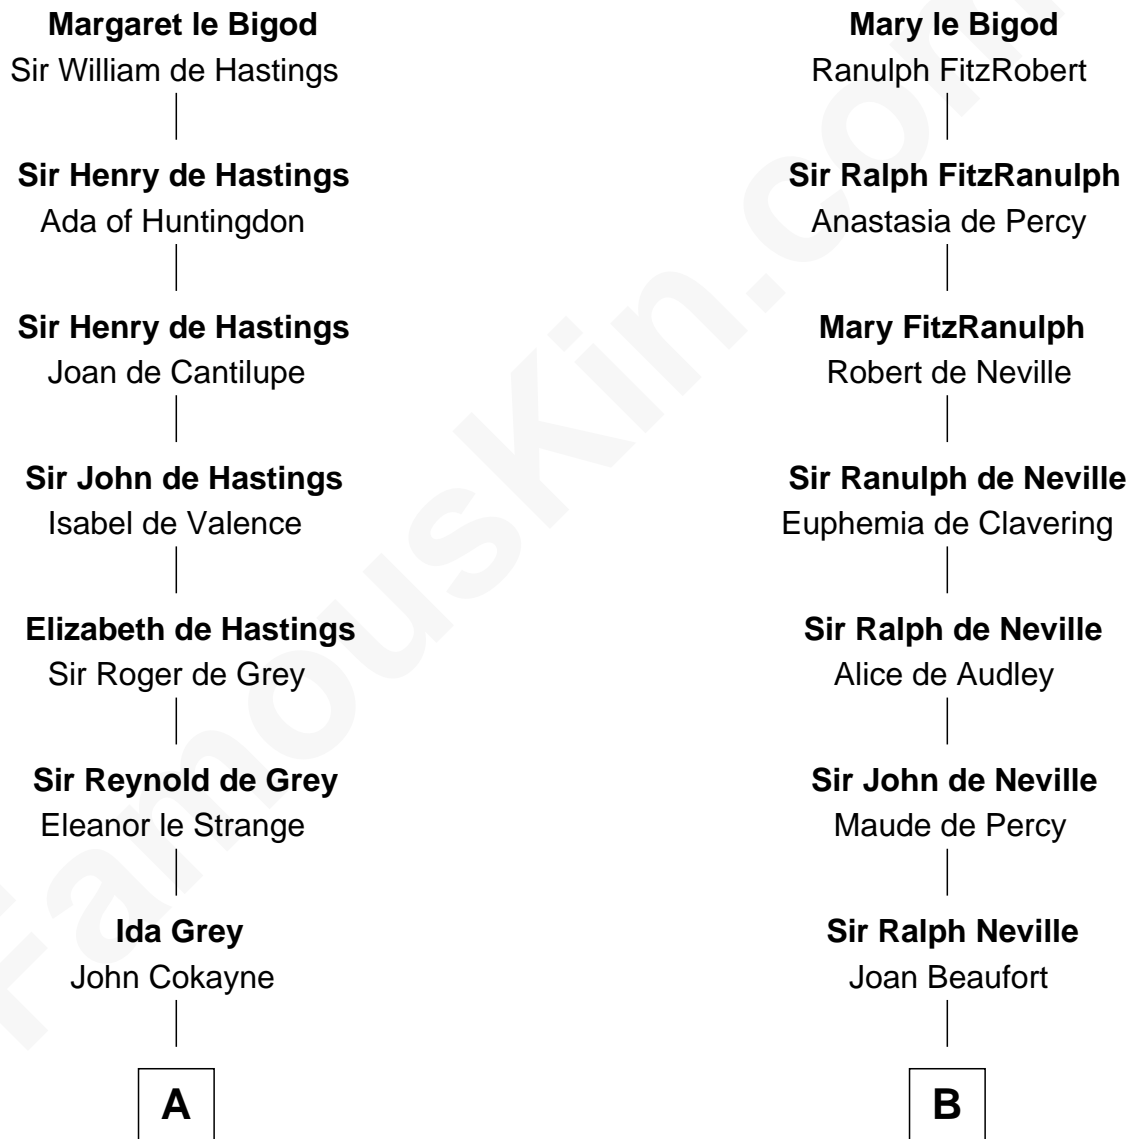 Margaret le Bigod
Sir William de Hastings
Sir Henry de Hastings
Ada of Huntingdon
Sir Henry de Hastings
Joan de Cantilupe
Sir John de Hastings
Isabel de Valence
Elizabeth de Hastings
Sir Roger de Grey
Sir Reynold de Grey
Eleanor le Strange
Ida Grey
John Cokayne
A
Mary le Bigod
Ranulph FitzRobert
Sir Ralph FitzRanulph
Anastasia de Percy
Mary FitzRanulph
Robert de Neville
Sir Ranulph de Neville
Euphemia de Clavering
Sir Ralph de Neville
Alice de Audley
Sir John de Neville
Maude de Percy
Sir Ralph Neville
Joan Beaufort
B
FamousKin.com